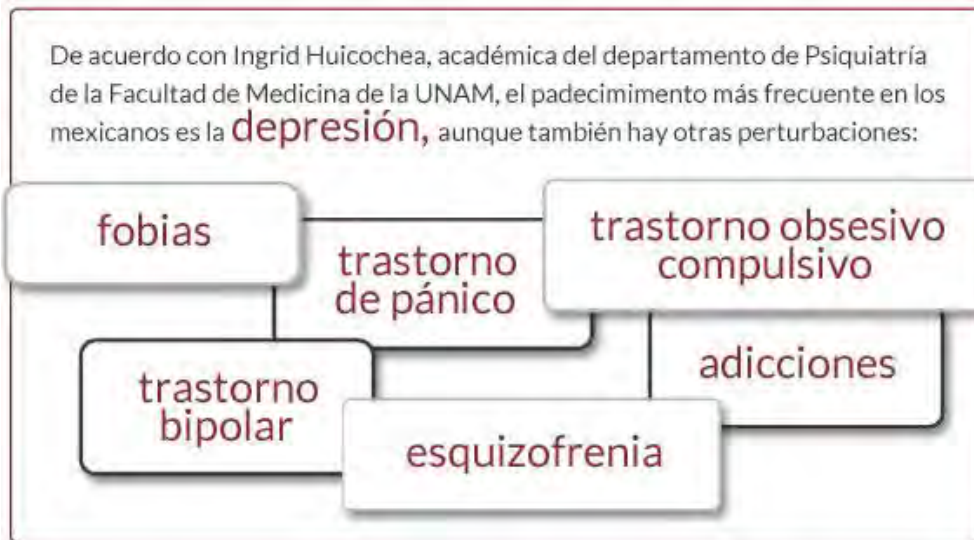 De acuerdo con Ingrid Huicochea, académica del departamento de Psiquiatría
de la Facultad de Medicina de la UNAM, el padecimimento más frecuente en los
mexicanos es la depresión, aunque también hay otras perturbaciones:
fobias
trastorno
de pánico
trastorno obsesivo
compulsivo
trastorno
bipolar
adicciones
esquizofrenia